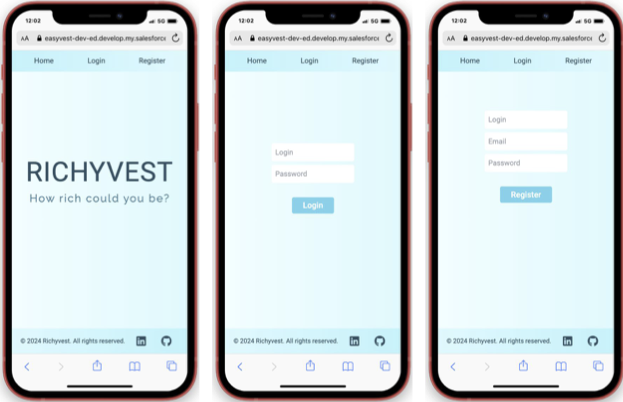 12:02
5G
AA easyvest-dev-ed.develop.my.salesforce
Home Login Register
RICHYVEST
How rich could you be?
© 2024 Richyvest. All rights reserved. in
12:02
5G
AA easyvest-dev-ed.develop.my.salesforce
Home Login Register
Login
Password
Login
© 2024 Richyvest. All rights reserved. in
12:02
5G
AA easyvest-dev-ed.develop.my.salesforce
Home Login Register
Login
Email
Password
Register
© 2024 Richyvest. All rights reserved. in